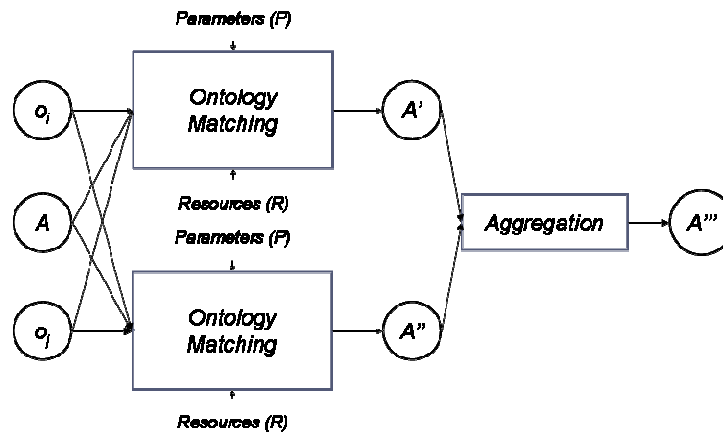 Parameters (P)
o_i
Ontology
Matching
A'
Resources (R)
A
Aggregation
A'''
Parameters (P)
o_j
Ontology
Matching
A''
Resources (R)